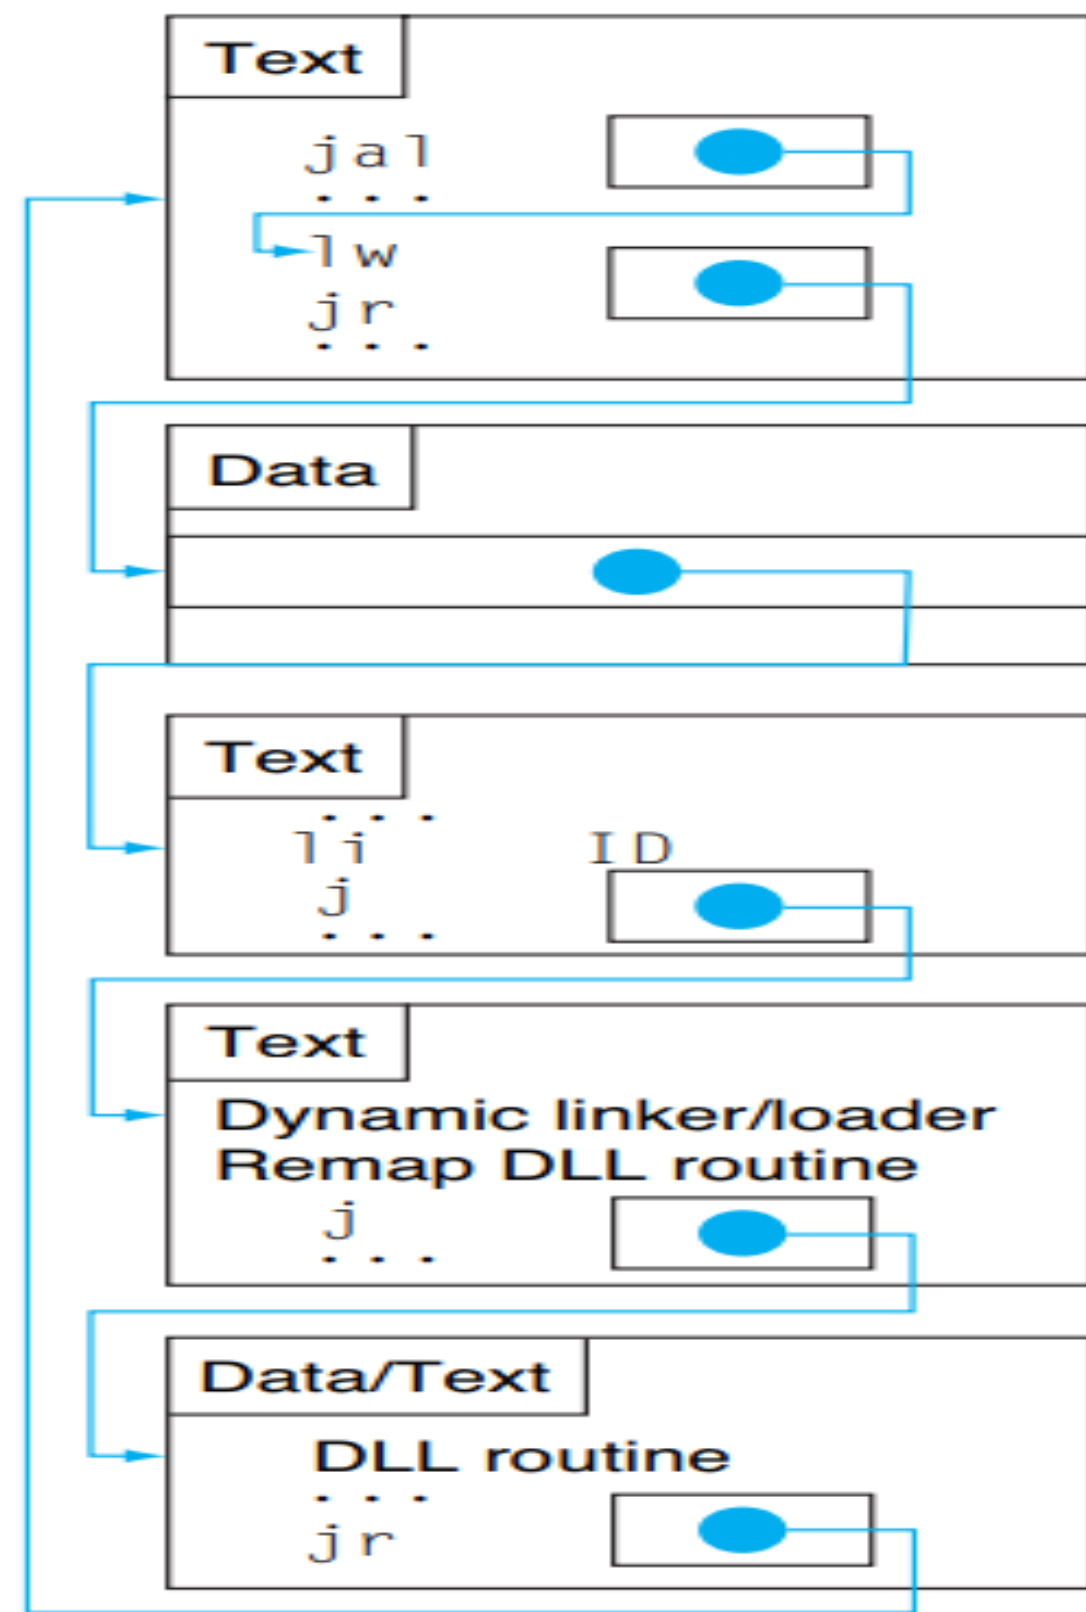 Text
jal
...
lw
jr
...
Data
Text
...
li ID
j
...
Text
Dynamic linker/loader
Remap DLL routine
j
...
Data/Text
DLL routine
...
jr